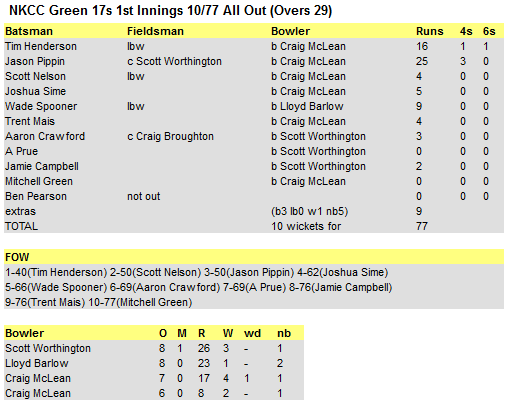 NKCC Green 17s 1st Innings 10/77 All Out (Overs 29)
Batsman Fieldsman Bowler Runs 4s 6s
Tim Henderson lbw b Craig McLean 16 1 1
Jason Pippin c Scott Worthington b Craig McLean 25 3 0
Scott Nelson lbw b Craig McLean 4 0 0
Joshua Sime b Craig McLean 5 0 0
Wade Spooner lbw b Lloyd Barlow 9 0 0
Trent Mais b Craig McLean 4 0 0
Aaron Crawford c Craig Broughton b Scott Worthington 3 0 0
A Prue b Scott Worthington 0 0 0
Jamie Campbell b Scott Worthington 2 0 0
Mitchell Green b Craig McLean 0 0 0
Ben Pearson not out 0 0 0
extras (b3 lb0 w1 nb5) 9
TOTAL 10 wickets for 77
FOW
1-40(Tim Henderson) 2-50(Scott Nelson) 3-50(Jason Pippin) 4-62(Joshua Sime)
5-66(Wade Spooner) 6-69(Aaron Crawford) 7-69(A Prue) 8-76(Jamie Campbell)
9-76(Trent Mais) 10-77(Mitchell Green)
Bowler O M R W wd nb
Scott Worthington 8 1 26 3 - 1
Lloyd Barlow 8 0 23 1 - 2
Craig McLean 7 0 17 4 1 1
Craig McLean 6 0 8 2 - 1